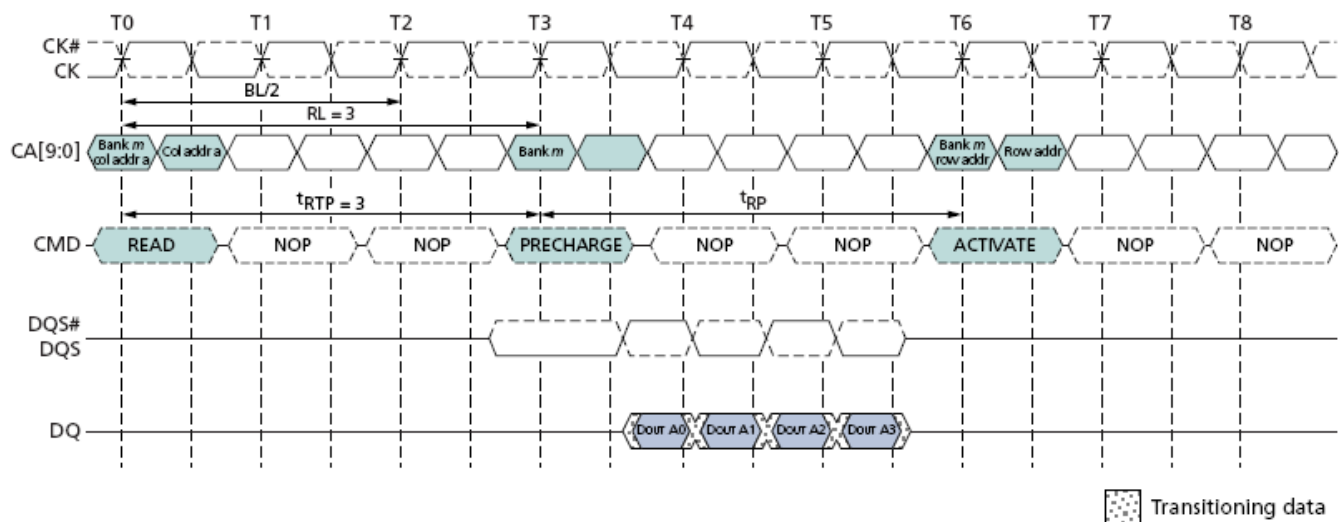 T0 T1 T2 T3 T4 T5 T6 T7 T8
CK#
CK
BL/2
RL = 3
CA[9:0] Bank m col addr a Col addr a Bank m Bank m row addr Row addr
tRTP = 3 tRP
CMD READ NOP NOP PRECHARGE NOP NOP ACTIVATE NOP NOP
DQS#
DQS
DQ DOUT A0 DOUT A1 DOUT A2 DOUT A3
Transitioning data